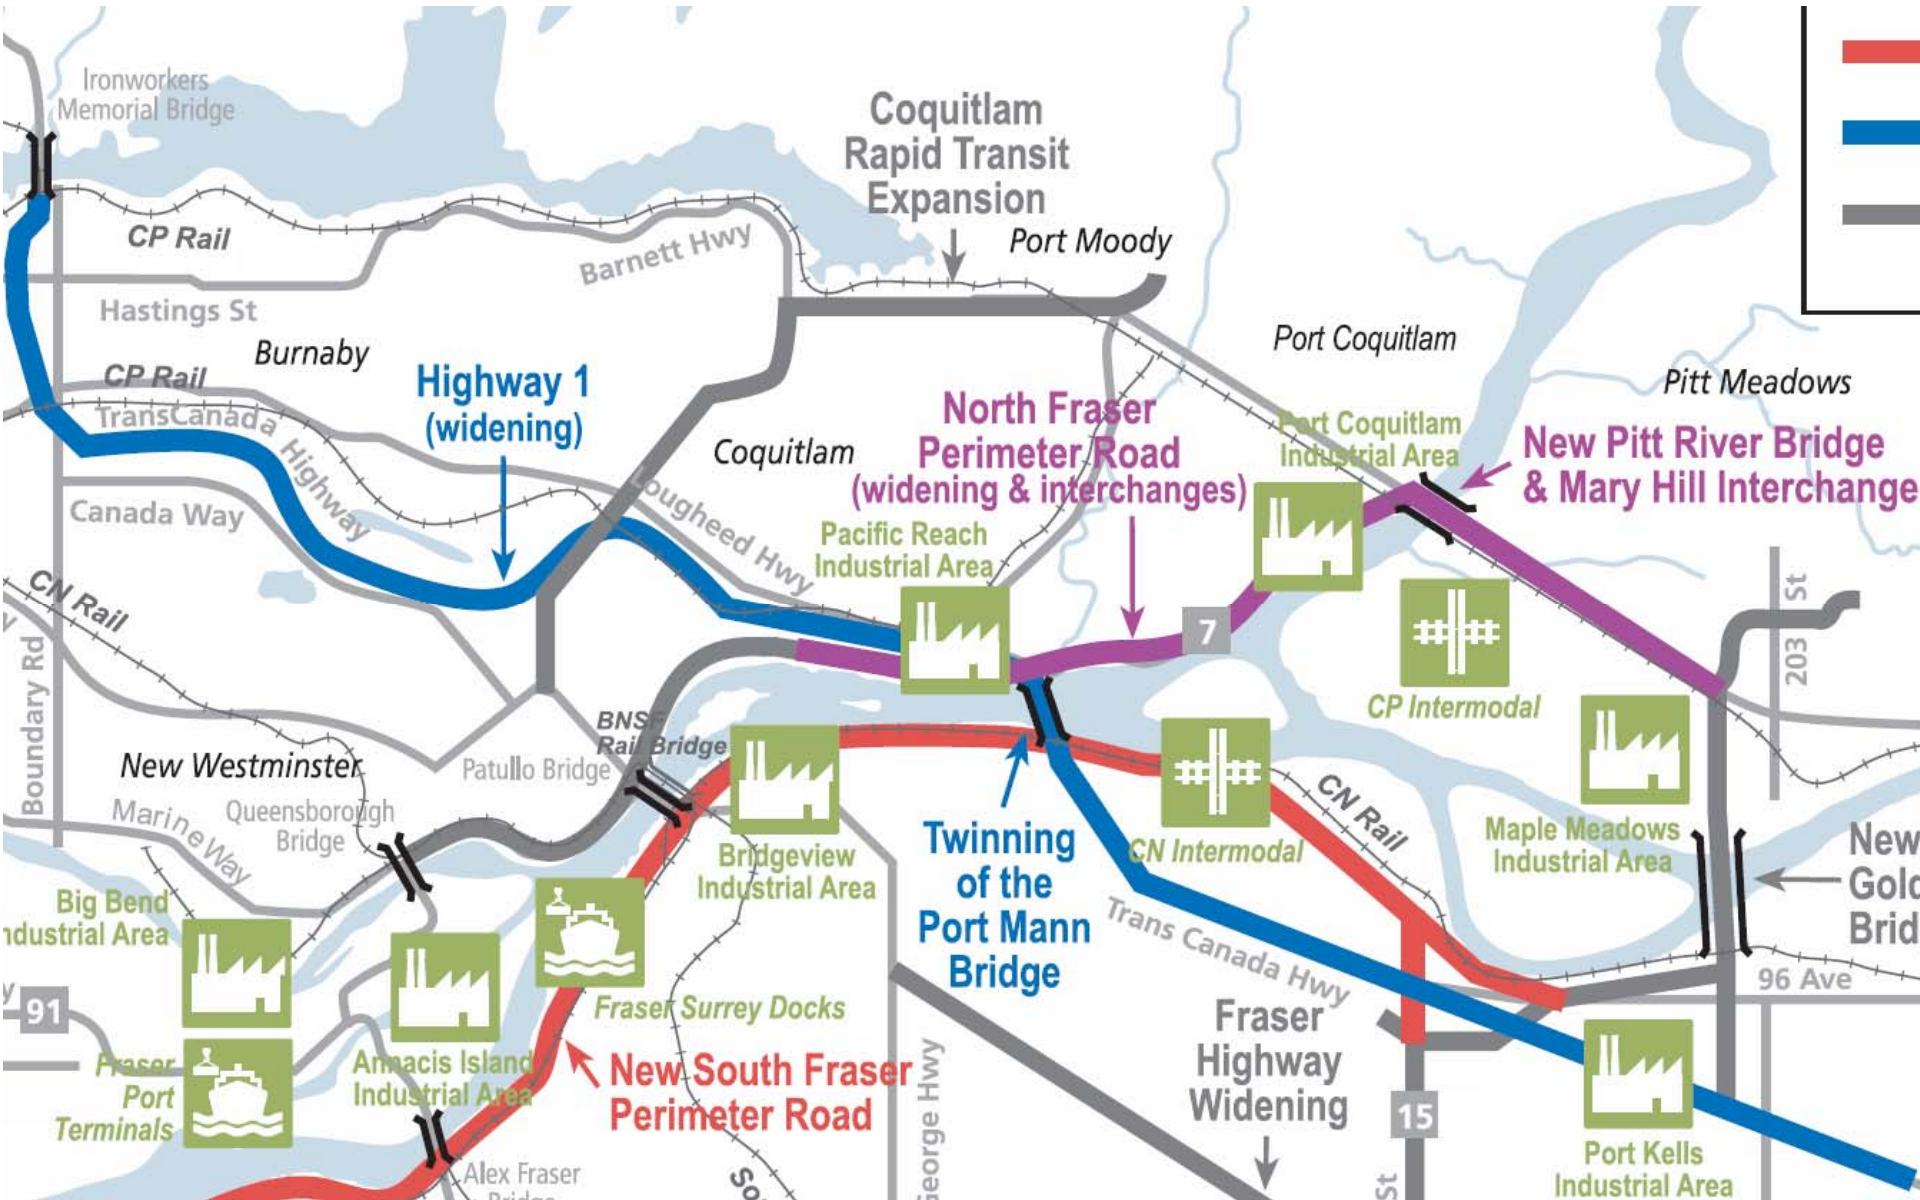 Ironworkers
Memorial Bridge
Coquitlam
Rapid Transit
Expansion
Port Moody
CP Rail
Barnett Hwy
Hastings St
Burnaby
Port Coquitlam
CP Rail
TransCanada
Highway
Highway 1
(widening)
Pitt Meadows
North Fraser
Perimeter Road
(widening & interchanges)
Port Coquitlam
Industrial Area
New Pitt River Bridge
& Mary Hill Interchange
Coquitlam
Lougheed Hwy
Canada Way
Pacific Reach
Industrial Area
CN Rail
7
203 St
Boundary Rd
CP Intermodal
BNSF
Rail Bridge
New Westminster
Patullo Bridge
Marine Way
Queensborough
Bridge
CN Rail
Twinning
of the
Port Mann
Bridge
CN Intermodal
Maple Meadows
Industrial Area
New
Bridgeview
Industrial Area
Big Bend
Industrial Area
Trans Canada Hwy
96 Ave
91
Fraser Surrey Docks
Fraser
Highway
Widening
Fraser
Port
Terminals
Annacis Island
Industrial Area
New South Fraser
Perimeter Road
George Hwy
15
St
Port Kells
Industrial Area
Alex Fraser
Bridge